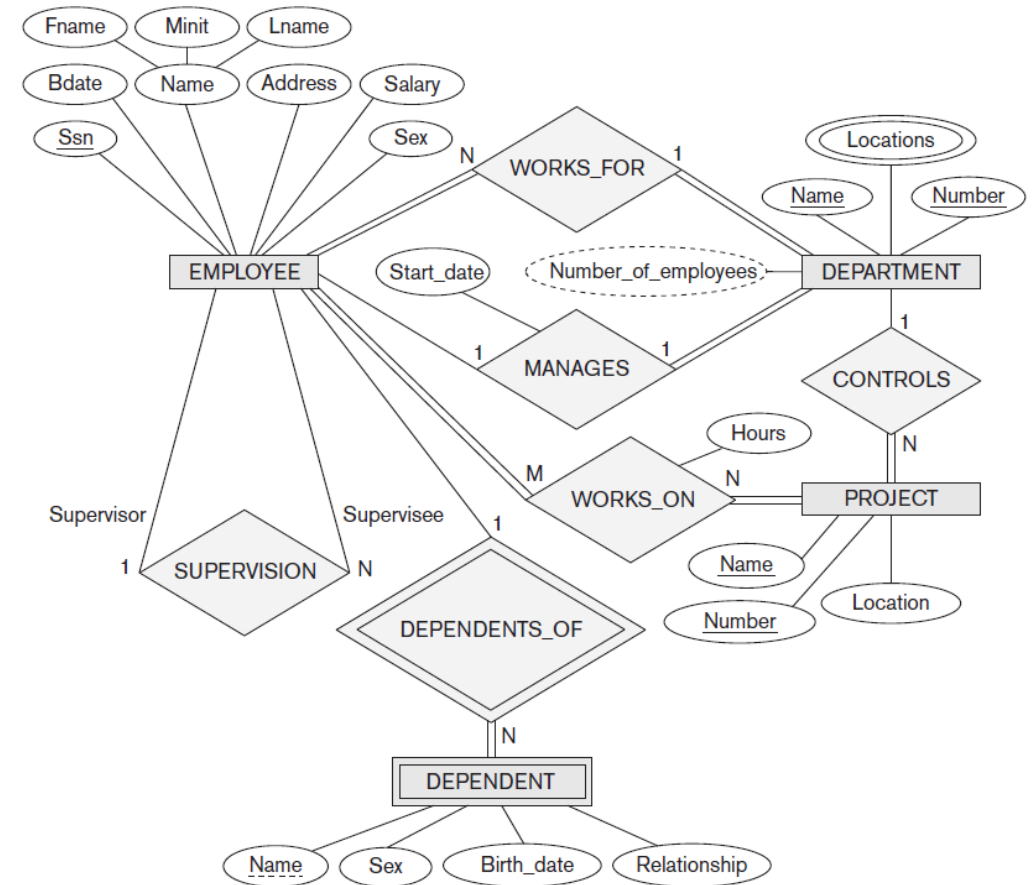 Fname Minit Lname
Bdate Name Address Salary
Ssn Sex
N WORKS_FOR 1
Locations
Name Number
EMPLOYEE Start_date Number_of_employees DEPARTMENT
1 MANAGES 1
1
CONTROLS
N
Hours
M WORKS_ON N PROJECT
Supervisor Supervisee
1 SUPERVISION N
1
Name
Number Location
DEPENDENTS_OF
N
DEPENDENT
Name Sex Birth_date Relationship